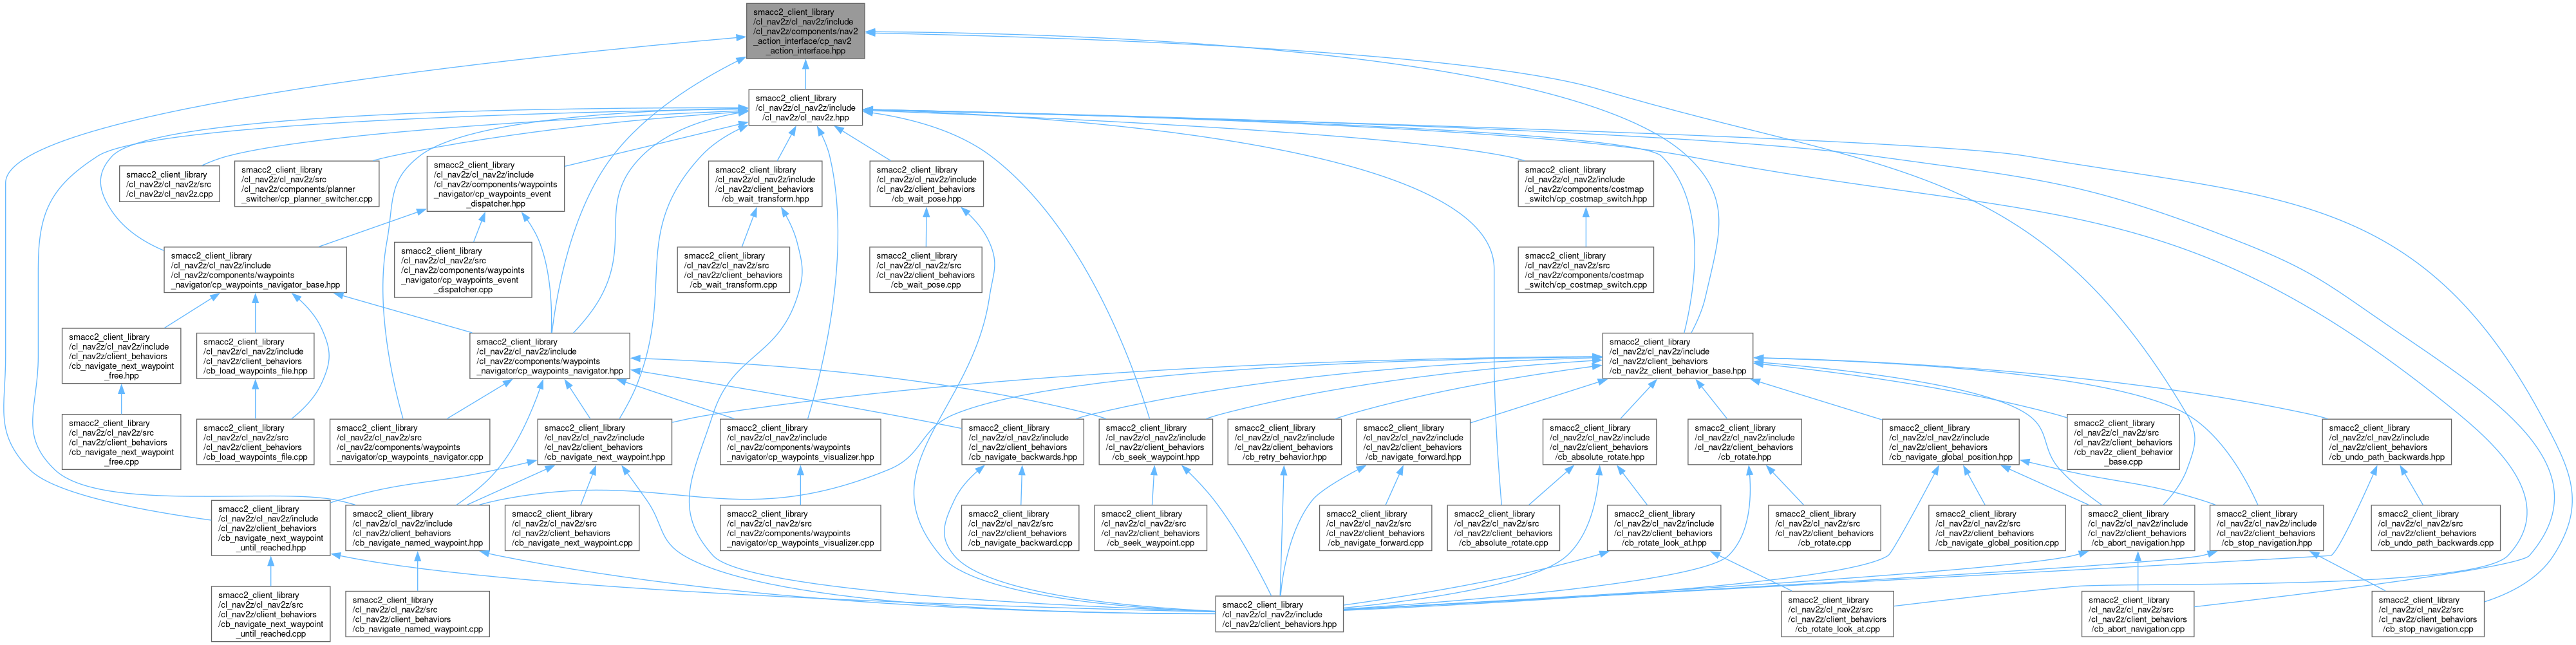 smacc2_client_library
/cl_nav2z/cl_nav2z/include
/cl_nav2z/components/nav2
_action_interface/cp_nav2
_action_interface.hpp
smacc2_client_library
/cl_nav2z/cl_nav2z/include
/cl_nav2z/cl_nav2z.hpp
smacc2_client_library
/cl_nav2z/cl_nav2z/src
/cl_nav2z/cl_nav2z.cpp
smacc2_client_library
/cl_nav2z/cl_nav2z/src
/cl_nav2z/components/planner
_switcher/cp_planner_switcher.cpp
smacc2_client_library
/cl_nav2z/cl_nav2z/include
/cl_nav2z/components/waypoints
_navigator/cp_waypoints_event
_dispatcher.hpp
smacc2_client_library
/cl_nav2z/cl_nav2z/include
/cl_nav2z/client_behaviors
/cb_wait_transform.hpp
smacc2_client_library
/cl_nav2z/cl_nav2z/include
/cl_nav2z/client_behaviors
/cb_wait_pose.hpp
smacc2_client_library
/cl_nav2z/cl_nav2z/include
/cl_nav2z/components/costmap
_switch/cp_costmap_switch.hpp
smacc2_client_library
/cl_nav2z/cl_nav2z/include
/cl_nav2z/components/waypoints
_navigator/cp_waypoints_navigator_base.hpp
smacc2_client_library
/cl_nav2z/cl_nav2z/src
/cl_nav2z/components/waypoints
_navigator/cp_waypoints_event
_dispatcher.cpp
smacc2_client_library
/cl_nav2z/cl_nav2z/src
/cl_nav2z/client_behaviors
/cb_wait_transform.cpp
smacc2_client_library
/cl_nav2z/cl_nav2z/src
/cl_nav2z/client_behaviors
/cb_wait_pose.cpp
smacc2_client_library
/cl_nav2z/cl_nav2z/src
/cl_nav2z/components/costmap
_switch/cp_costmap_switch.cpp
smacc2_client_library
/cl_nav2z/cl_nav2z/include
/cl_nav2z/client_behaviors
/cb_navigate_next_waypoint
_free.hpp
smacc2_client_library
/cl_nav2z/cl_nav2z/include
/cl_nav2z/client_behaviors
/cb_load_waypoints_file.hpp
smacc2_client_library
/cl_nav2z/cl_nav2z/include
/cl_nav2z/components/waypoints
_navigator/cp_waypoints_navigator.hpp
smacc2_client_library
/cl_nav2z/cl_nav2z/include
/cl_nav2z/client_behaviors
/cb_nav2z_client_behavior_base.hpp
smacc2_client_library
/cl_nav2z/cl_nav2z/src
/cl_nav2z/client_behaviors
/cb_navigate_next_waypoint
_free.cpp
smacc2_client_library
/cl_nav2z/cl_nav2z/src
/cl_nav2z/client_behaviors
/cb_load_waypoints_file.cpp
smacc2_client_library
/cl_nav2z/cl_nav2z/src
/cl_nav2z/components/waypoints
_navigator/cp_waypoints_navigator.cpp
smacc2_client_library
/cl_nav2z/cl_nav2z/include
/cl_nav2z/client_behaviors
/cb_navigate_next_waypoint.hpp
smacc2_client_library
/cl_nav2z/cl_nav2z/include
/cl_nav2z/components/waypoints
_navigator/cp_waypoints_visualizer.hpp
smacc2_client_library
/cl_nav2z/cl_nav2z/include
/cl_nav2z/client_behaviors
/cb_navigate_backwards.hpp
smacc2_client_library
/cl_nav2z/cl_nav2z/include
/cl_nav2z/client_behaviors
/cb_seek_waypoint.hpp
smacc2_client_library
/cl_nav2z/cl_nav2z/include
/cl_nav2z/client_behaviors
/cb_retry_behavior.hpp
smacc2_client_library
/cl_nav2z/cl_nav2z/include
/cl_nav2z/client_behaviors
/cb_navigate_forward.hpp
smacc2_client_library
/cl_nav2z/cl_nav2z/include
/cl_nav2z/client_behaviors
/cb_absolute_rotate.hpp
smacc2_client_library
/cl_nav2z/cl_nav2z/include
/cl_nav2z/client_behaviors
/cb_rotate.hpp
smacc2_client_library
/cl_nav2z/cl_nav2z/include
/cl_nav2z/client_behaviors
/cb_navigate_global_position.hpp
smacc2_client_library
/cl_nav2z/cl_nav2z/src
/cl_nav2z/client_behaviors
/cb_nav2z_client_behavior
_base.cpp
smacc2_client_library
/cl_nav2z/cl_nav2z/include
/cl_nav2z/client_behaviors
/cb_undo_path_backwards.hpp
smacc2_client_library
/cl_nav2z/cl_nav2z/include
/cl_nav2z/client_behaviors
/cb_navigate_next_waypoint
_until_reached.hpp
smacc2_client_library
/cl_nav2z/cl_nav2z/include
/cl_nav2z/client_behaviors
/cb_navigate_named_waypoint.hpp
smacc2_client_library
/cl_nav2z/cl_nav2z/src
/cl_nav2z/client_behaviors
/cb_navigate_next_waypoint.cpp
smacc2_client_library
/cl_nav2z/cl_nav2z/src
/cl_nav2z/components/waypoints
_navigator/cp_waypoints_visualizer.cpp
smacc2_client_library
/cl_nav2z/cl_nav2z/src
/cl_nav2z/client_behaviors
/cb_navigate_backward.cpp
smacc2_client_library
/cl_nav2z/cl_nav2z/src
/cl_nav2z/client_behaviors
/cb_seek_waypoint.cpp
smacc2_client_library
/cl_nav2z/cl_nav2z/src
/cl_nav2z/client_behaviors
/cb_navigate_forward.cpp
smacc2_client_library
/cl_nav2z/cl_nav2z/src
/cl_nav2z/client_behaviors
/cb_absolute_rotate.cpp
smacc2_client_library
/cl_nav2z/cl_nav2z/include
/cl_nav2z/client_behaviors
/cb_rotate_look_at.hpp
smacc2_client_library
/cl_nav2z/cl_nav2z/src
/cl_nav2z/client_behaviors
/cb_rotate.cpp
smacc2_client_library
/cl_nav2z/cl_nav2z/src
/cl_nav2z/client_behaviors
/cb_navigate_global_position.cpp
smacc2_client_library
/cl_nav2z/cl_nav2z/include
/cl_nav2z/client_behaviors
/cb_abort_navigation.hpp
smacc2_client_library
/cl_nav2z/cl_nav2z/include
/cl_nav2z/client_behaviors
/cb_stop_navigation.hpp
smacc2_client_library
/cl_nav2z/cl_nav2z/src
/cl_nav2z/client_behaviors
/cb_undo_path_backwards.cpp
smacc2_client_library
/cl_nav2z/cl_nav2z/src
/cl_nav2z/client_behaviors
/cb_navigate_next_waypoint
_until_reached.cpp
smacc2_client_library
/cl_nav2z/cl_nav2z/src
/cl_nav2z/client_behaviors
/cb_navigate_named_waypoint.cpp
smacc2_client_library
/cl_nav2z/cl_nav2z/include
/cl_nav2z/client_behaviors.hpp
smacc2_client_library
/cl_nav2z/cl_nav2z/src
/cl_nav2z/client_behaviors
/cb_rotate_look_at.cpp
smacc2_client_library
/cl_nav2z/cl_nav2z/src
/cl_nav2z/client_behaviors
/cb_abort_navigation.cpp
smacc2_client_library
/cl_nav2z/cl_nav2z/src
/cl_nav2z/client_behaviors
/cb_stop_navigation.cpp